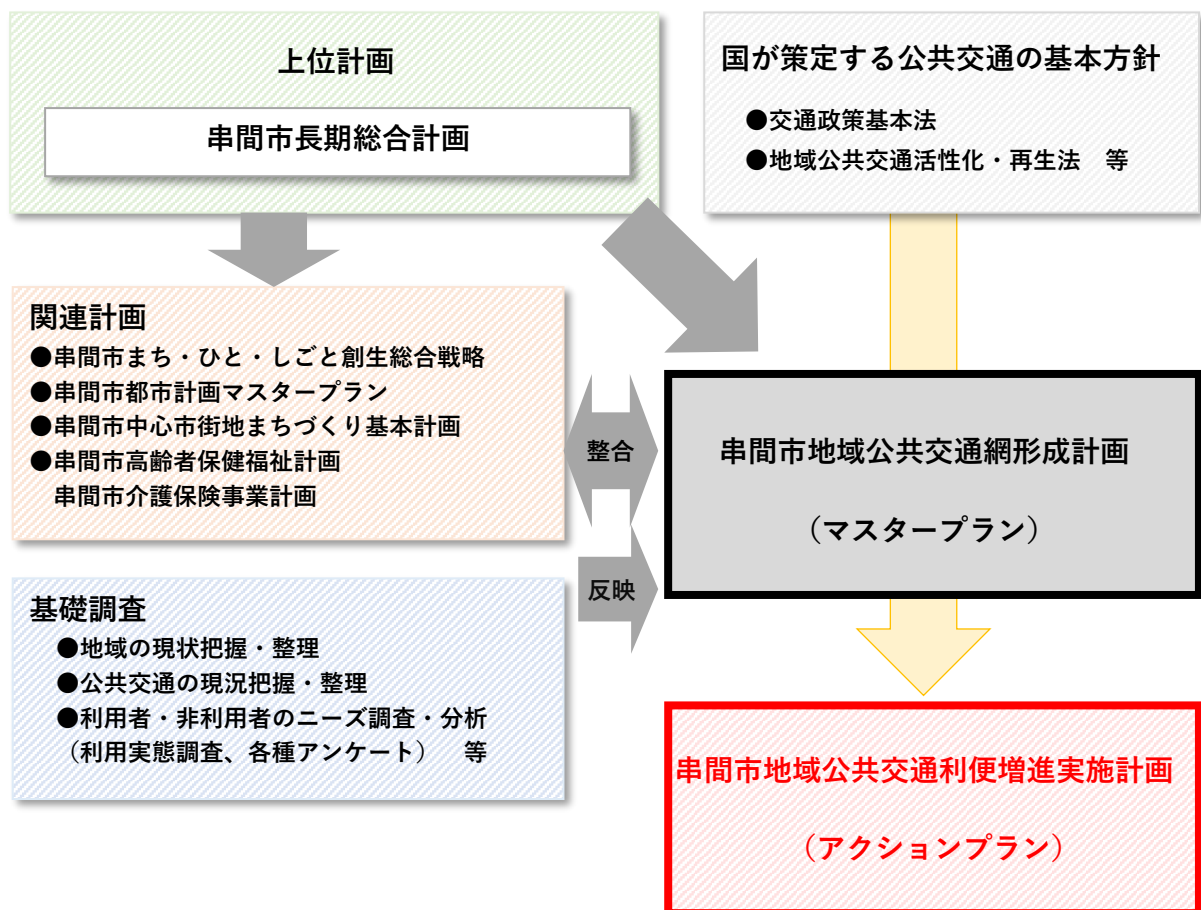 上位計画
串間市長期総合計画
国が策定する公共交通の基本方針
●交通政策基本法
●地域公共交通活性化・再生法　等
関連計画
●串間市まち・ひと・しごと創生総合戦略
●串間市都市計画マスタープラン
●串間市中心市街地まちづくり基本計画
●串間市高齢者保健福祉計画
串間市介護保険事業計画
整合
串間市地域公共交通網形成計画
（マスタープラン）
反映
基礎調査
●地域の現状把握・整理
●公共交通の現況把握・整理
●利用者・非利用者のニーズ調査・分析
（利用実態調査、各種アンケート）　等
串間市地域公共交通利便増進実施計画
（アクションプラン）